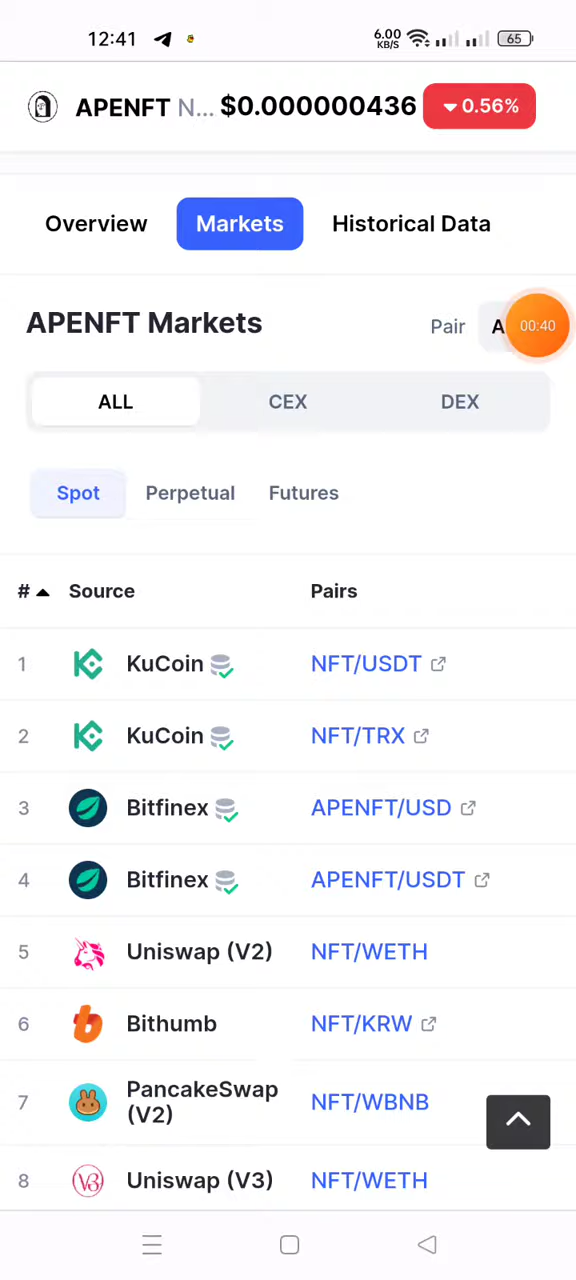 12:41 6.00 KB/S 65
APENFT N... $0.000000436 0.56%
Overview Markets Historical Data
APENFT Markets Pair A 00:40
ALL CEX DEX
Spot Perpetual Futures
# Source Pairs
1 KuCoin NFT/USDT
2 KuCoin NFT/TRX
3 Bitfinex APENFT/USD
4 Bitfinex APENFT/USDT
5 Uniswap (V2) NFT/WETH
6 Bithumb NFT/KRW
7 PancakeSwap (V2) NFT/WBNB
8 Uniswap (V3) NFT/WETH